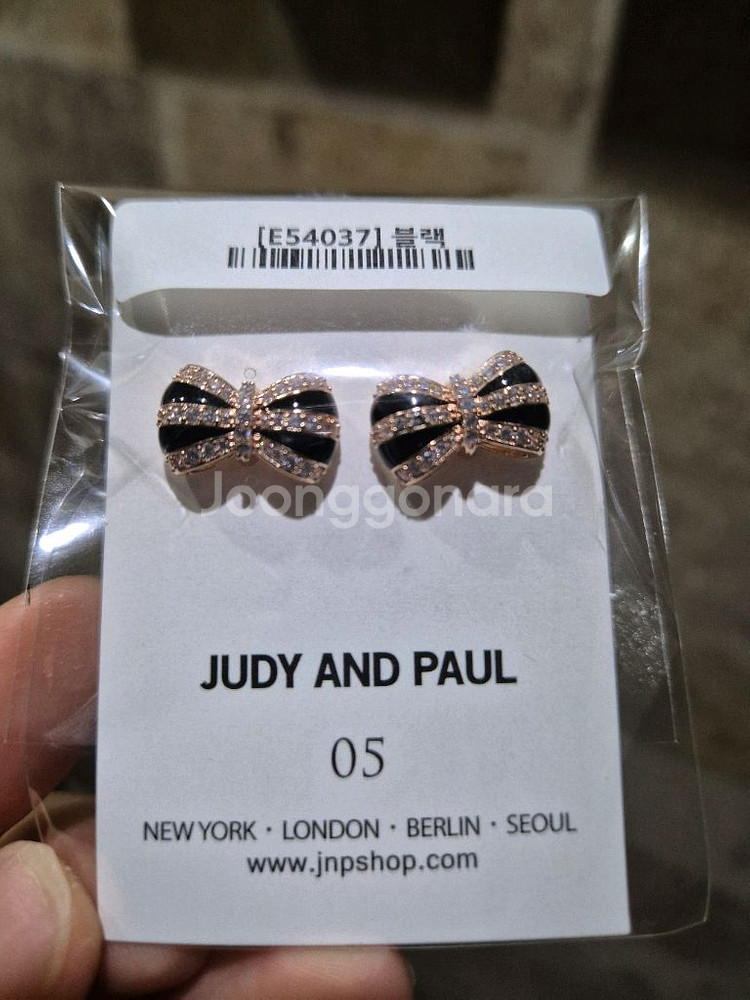 [E54037] 블랙
Joonggonara
JUDY AND PAUL
05
NEW YORK · LONDON · BERLIN · SEOUL
www.jnpshop.com